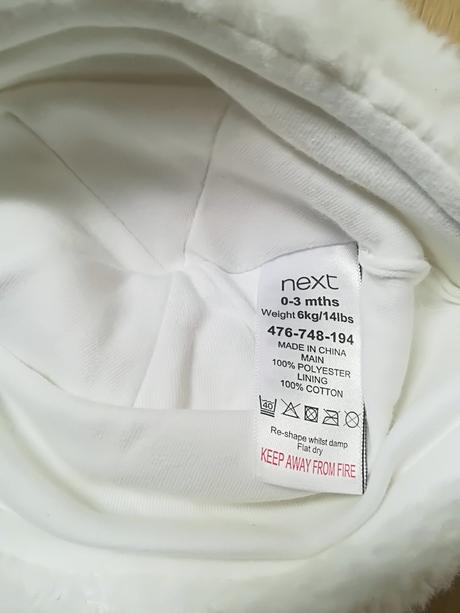 next
0-3 mths
Weight 6kg/14lbs
476-748-194
MADE IN CHINA
MAIN
100% POLYESTER
LINING
100% COTTON
40
Re-shape whilst damp
Flat dry
KEEP AWAY FROM FIRE